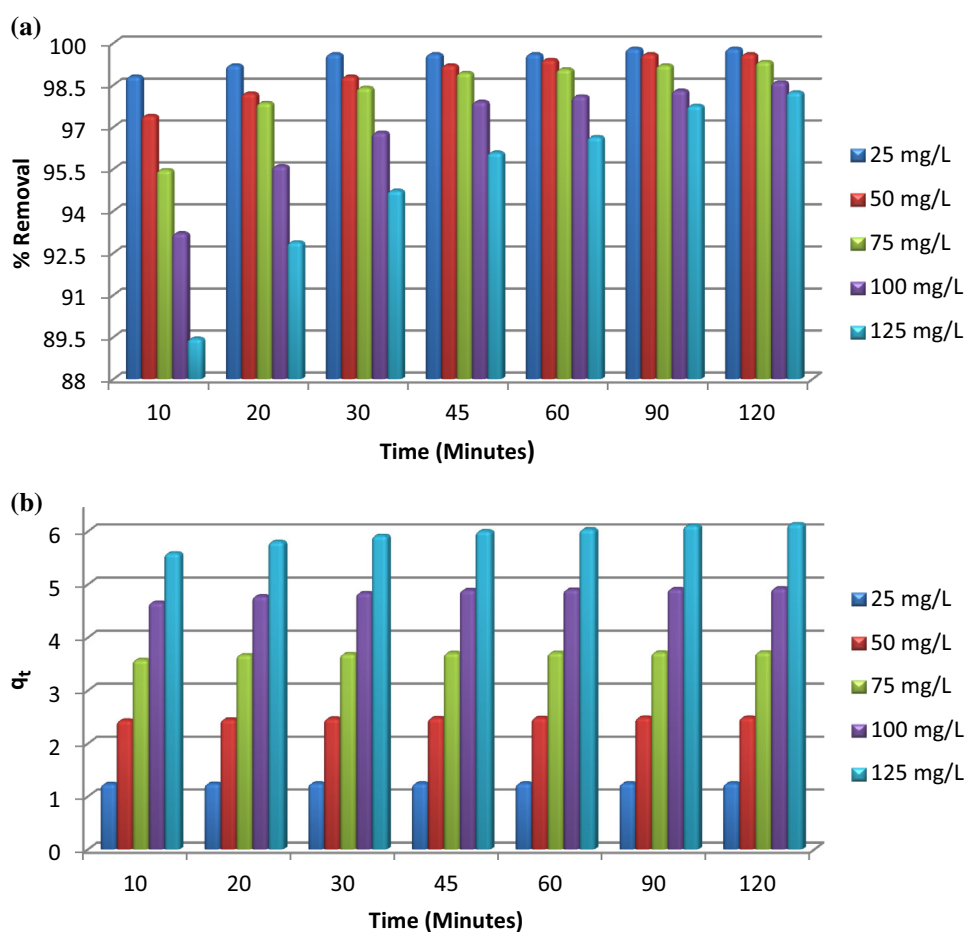 (a)
100
98.5
97
95.5
94
92.5
91
89.5
88
% Removal
10 20 30 45 60 90 120
Time (Minutes)
25 mg/L
50 mg/L
75 mg/L
100 mg/L
125 mg/L
(b)
6
5
4
3
2
1
0
qt
10 20 30 45 60 90 120
Time (Minutes)
25 mg/L
50 mg/L
75 mg/L
100 mg/L
125 mg/L